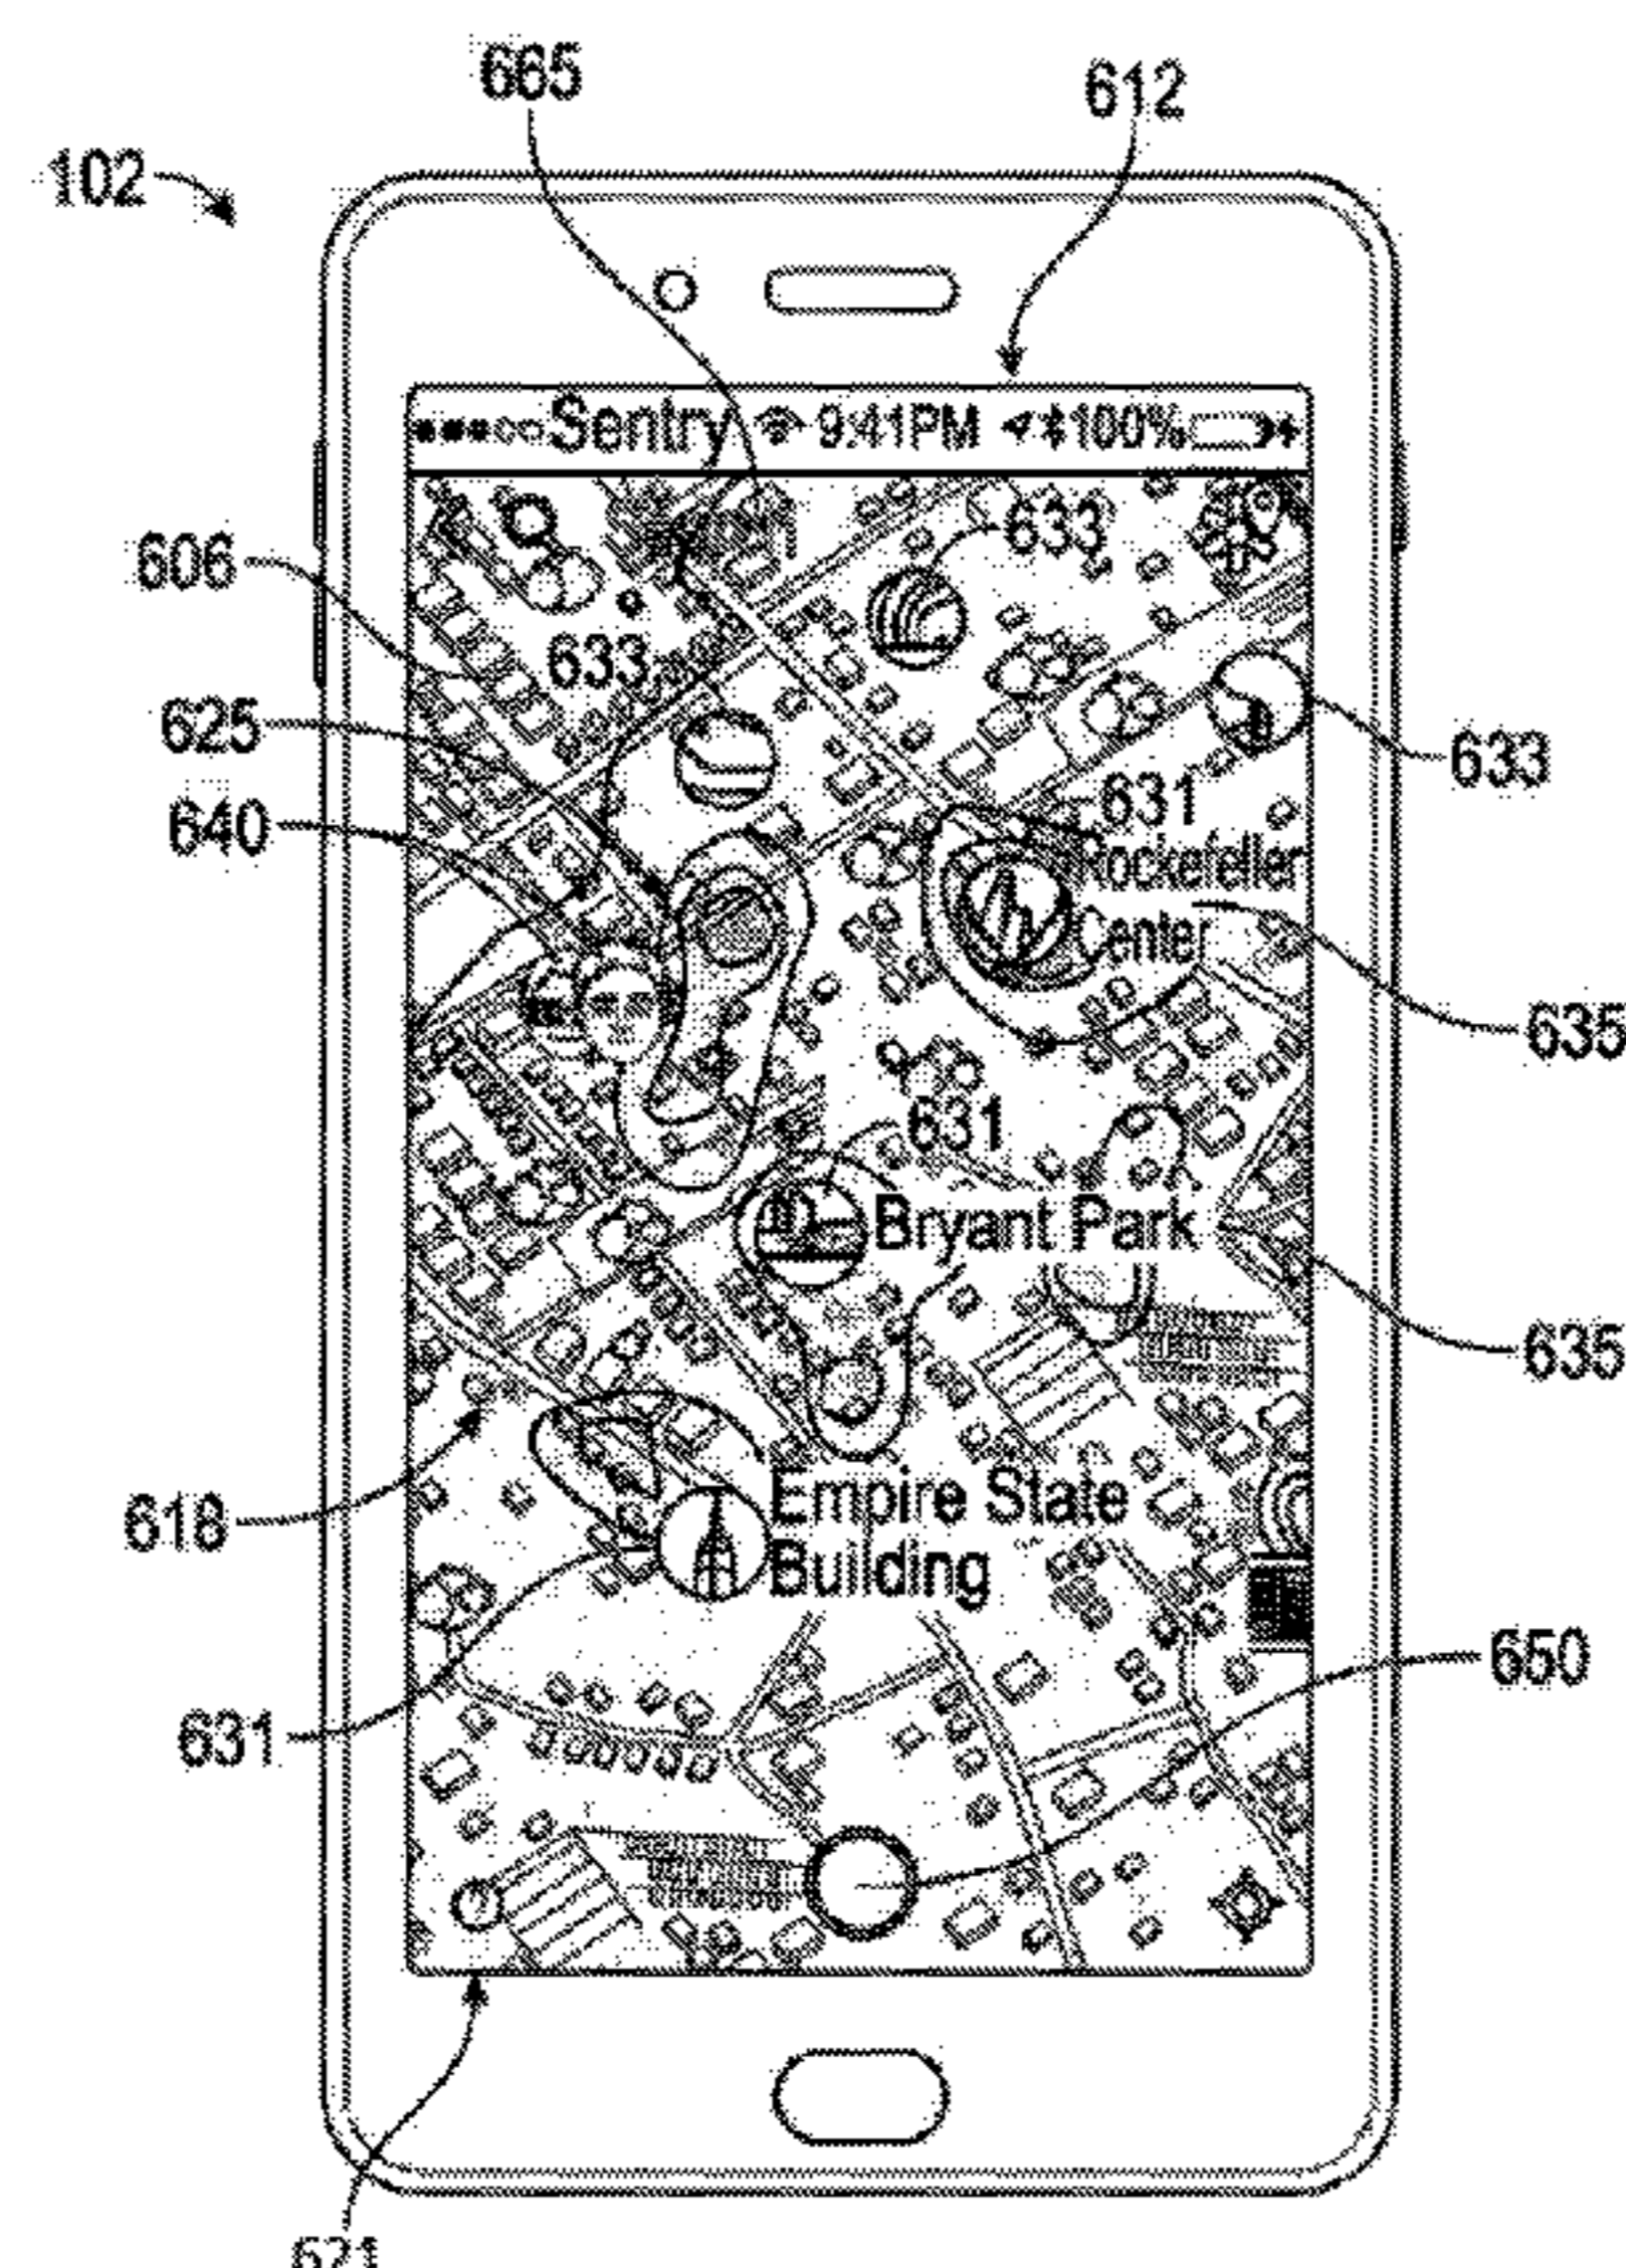 665
612
102
Sentry 9:41PM 100%
633
606
633
625
633
640
631
Rockefeller
Center
635
631
Bryant Park
635
Empire State
Building
618
650
631
621